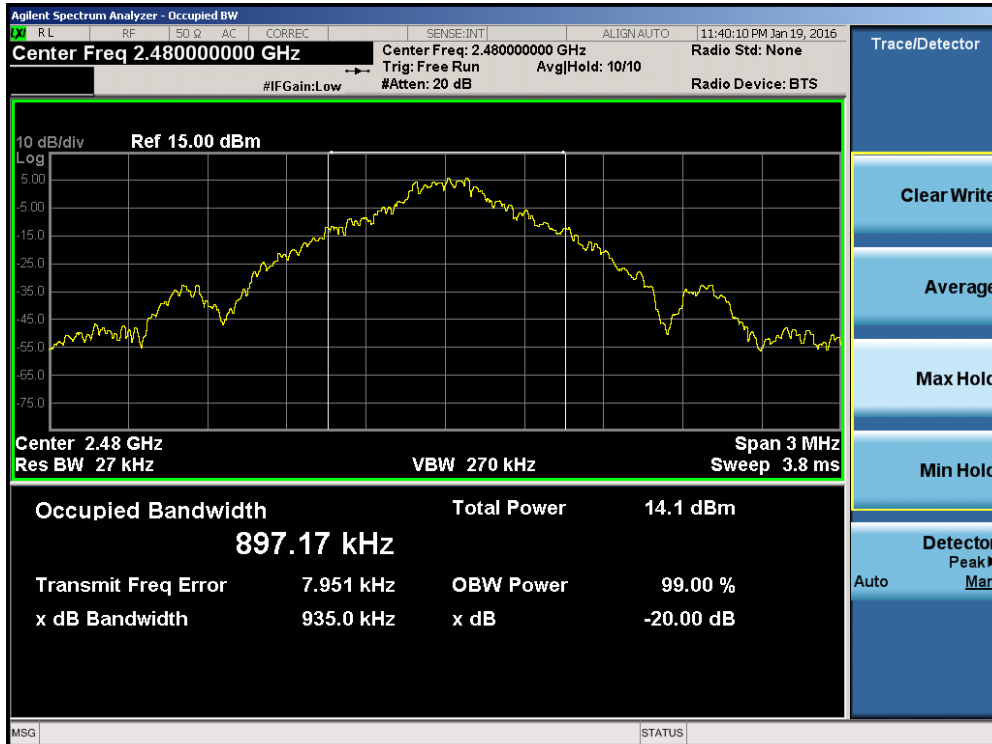 Agilent Spectrum Analyzer - Occupied BW
LXI RL RF 50 Ω AC CORREC SENSE:INT ALIGN AUTO 11:40:10 PM Jan 19, 2016
Center Freq 2.480000000 GHz
Center Freq: 2.480000000 GHz Radio Std: None
Trig: Free Run Avg|Hold: 10/10
#IFGain:Low #Atten: 20 dB Radio Device: BTS
10 dB/div Ref 15.00 dBm
Log
5.00
-5.00
-15.0
-25.0
-35.0
-45.0
-55.0
-65.0
-75.0
Center 2.48 GHz Span 3 MHz
Res BW 27 kHz VBW 270 kHz Sweep 3.8 ms
Occupied Bandwidth Total Power 14.1 dBm
897.17 kHz
Transmit Freq Error 7.951 kHz OBW Power 99.00 %
x dB Bandwidth 935.0 kHz x dB -20.00 dB
MSG STATUS
Trace/Detector
Clear Write
Average
Max Hold
Min Hold
Detector
Peak▶
Auto Man